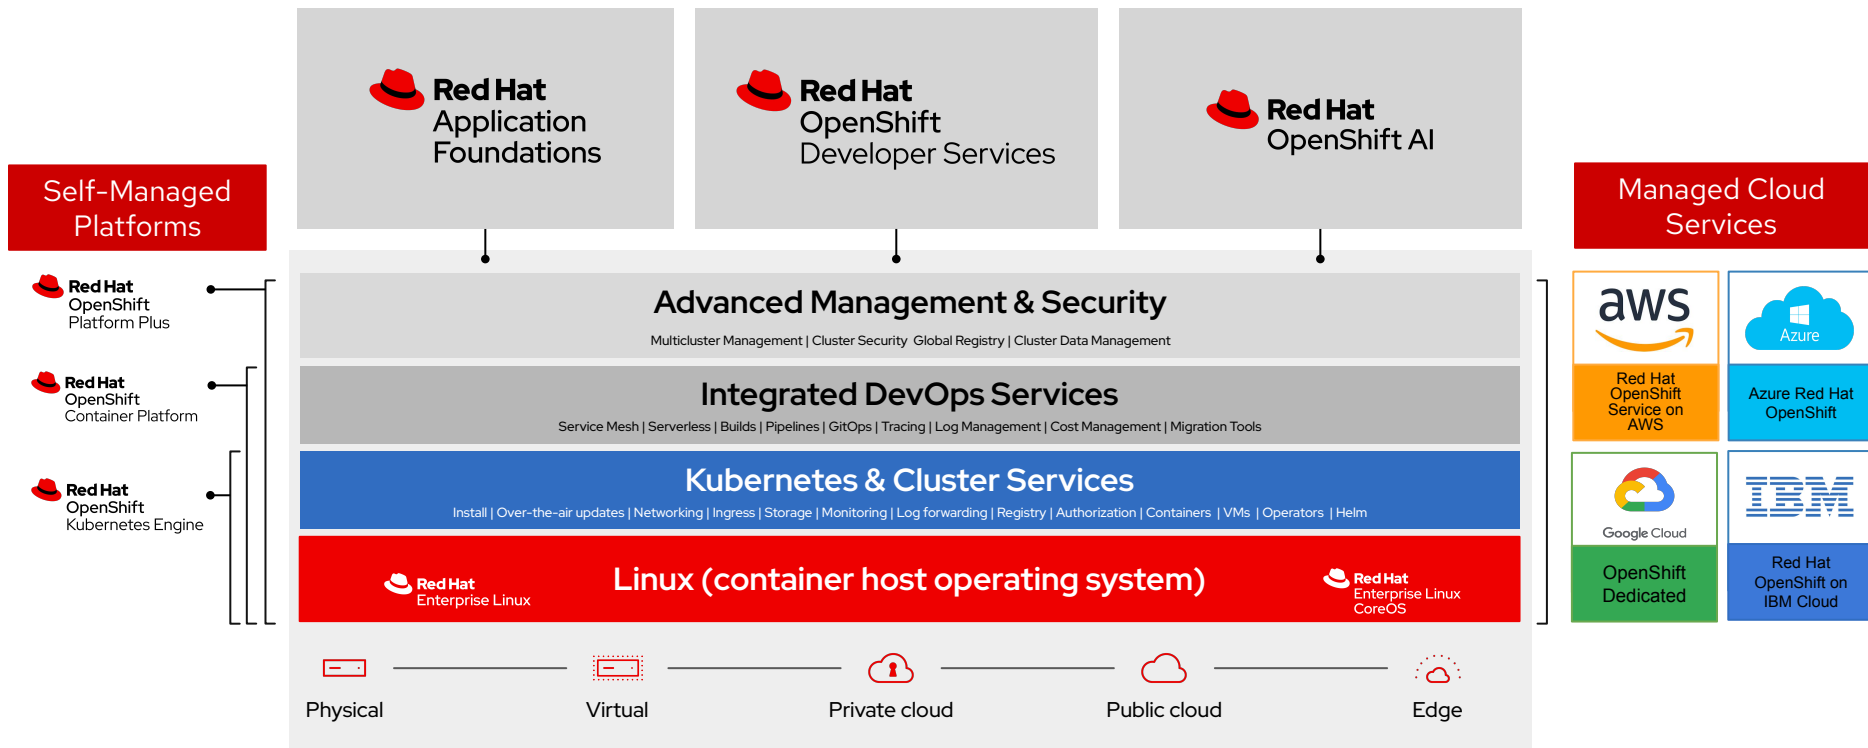 Red Hat
Application
Foundations
Red Hat
OpenShift
Developer Services
Red Hat
OpenShift AI
Self-Managed
Platforms
Red Hat
OpenShift
Platform Plus
Red Hat
OpenShift
Container Platform
Red Hat
OpenShift
Kubernetes Engine
Advanced Management & Security
Multicluster Management | Cluster Security  Global Registry | Cluster Data Management
Integrated DevOps Services
Service Mesh | Serverless | Builds | Pipelines | GitOps | Tracing | Log Management | Cost Management | Migration Tools
Kubernetes & Cluster Services
Install | Over-the-air updates | Networking | Ingress | Storage | Monitoring | Log forwarding | Registry | Authorization | Containers  | VMs  | Operators  | Helm
Red Hat
Enterprise Linux
Linux (container host operating system)
Red Hat
Enterprise Linux
CoreOS
Physical
Virtual
Private cloud
Public cloud
Edge
Managed Cloud
Services
aws
Red Hat
OpenShift
Service on
AWS
Azure
Azure Red Hat
OpenShift
Google Cloud
OpenShift
Dedicated
IBM
Red Hat
OpenShift on
IBM Cloud